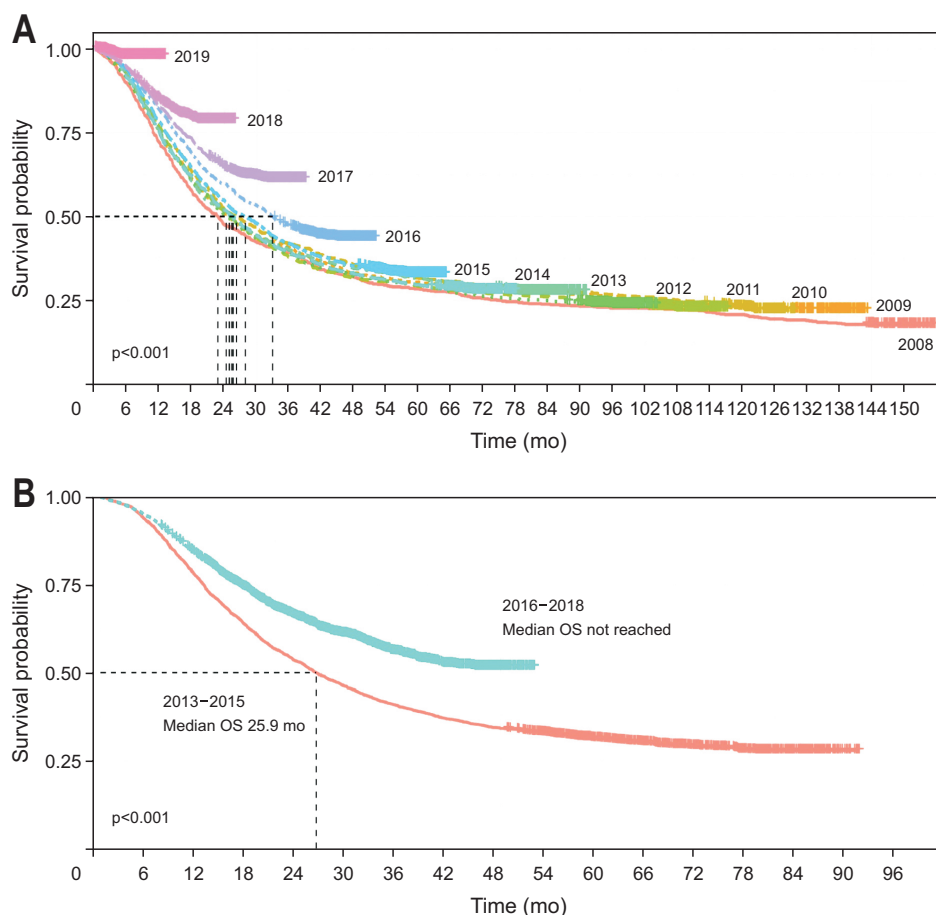 A
Survival probability
1.00
0.75
0.50
0.25
2019
2018
2017
2016
2015
2014
2013
2012
2011
2010
2009
2008
p<0.001
0 6 12 18 24 30 36 42 48 54 60 66 72 78 84 90 96 102 108 114 120 126 132 138 144 150
Time (mo)
B
Survival probability
1.00
0.75
0.50
0.25
2016−2018
Median OS not reached
2013−2015
Median OS 25.9 mo
p<0.001
0 6 12 18 24 30 36 42 48 54 60 66 72 78 84 90 96
Time (mo)